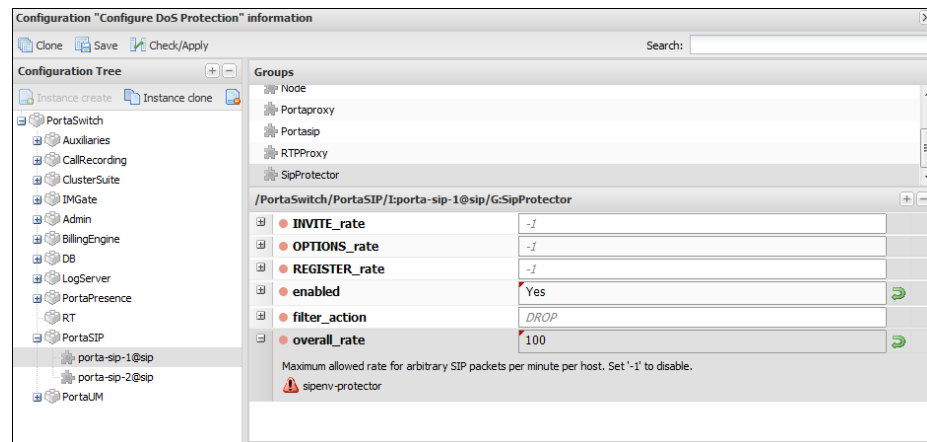 Configuration "Configure DoS Protection" information
Clone Save Check/Apply Search:
Configuration Tree
Instance create Instance clone
PortaSwitch
Auxiliaries
CallRecording
ClusterSuite
IMGate
Admin
BillingEngine
DB
LogServer
PortaPresence
RT
PortaSIP
porta-sip-1@sip
porta-sip-2@sip
PortaUM
Groups
Node
Portaproxy
Portasip
RTPProxy
SipProtector
/PortaSwitch/PortaSIP/I:porta-sip-1@sip/G:SipProtector
INVITE_rate -1
OPTIONS_rate -1
REGISTER_rate -1
enabled Yes
filter_action DROP
overall_rate 100
Maximum allowed rate for arbitrary SIP packets per minute per host. Set '-1' to disable.
sipenv-protector